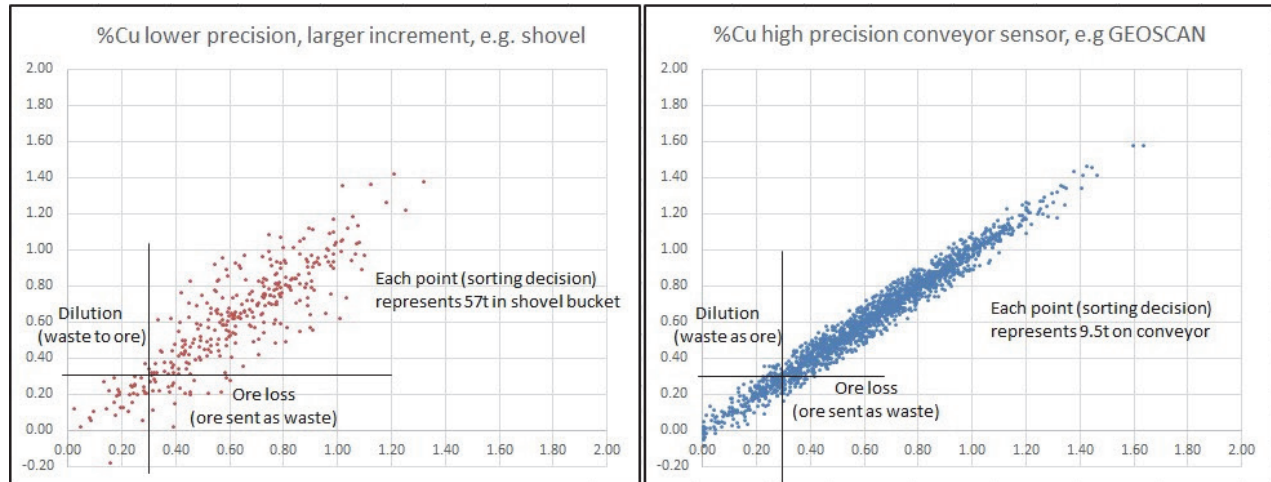 %Cu lower precision, larger increment, e.g. shovel
2.00
1.80
1.60
1.40
1.20
1.00
0.80
0.60
0.40
0.20
0.00
-0.20
0.00 0.20 0.40 0.60 0.80 1.00 1.20 1.40 1.60 1.80 2.00
Each point (sorting decision)
represents 57t in shovel bucket
Dilution
(waste to ore)
Ore loss
(ore sent as waste)
%Cu high precision conveyor sensor, e.g GEOSCAN
2.00
1.80
1.60
1.40
1.20
1.00
0.80
0.60
0.40
0.20
0.00
-0.20
0.00 0.20 0.40 0.60 0.80 1.00 1.20 1.40 1.60 1.80 2.00
Each point (sorting decision)
represents 9.5t on conveyor
Dilution
(waste as ore)
Ore loss
(ore sent as waste)